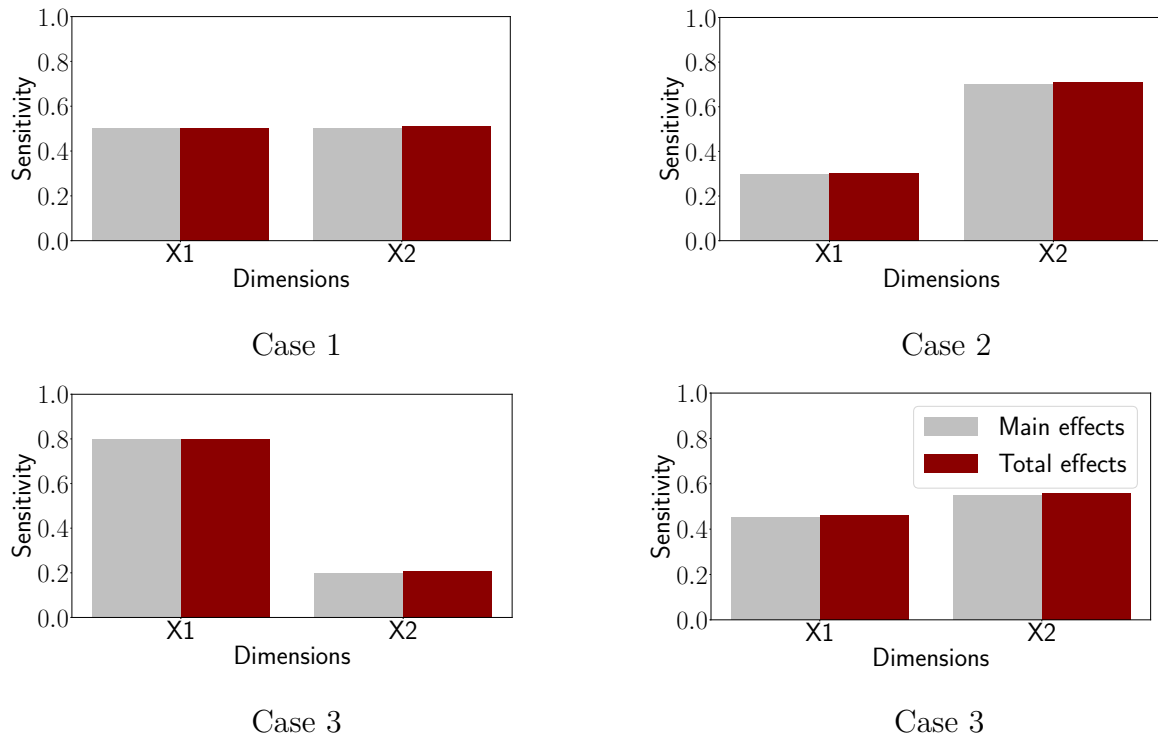 1.0
0.8
0.6
0.4
0.2
0.0
Sensitivity
X1 X2
Dimensions
Case 1
1.0
0.8
0.6
0.4
0.2
0.0
Sensitivity
X1 X2
Dimensions
Case 2
1.0
0.8
0.6
0.4
0.2
0.0
Sensitivity
X1 X2
Dimensions
Case 3
1.0
0.8
0.6
0.4
0.2
0.0
Sensitivity
Main effects
Total effects
X1 X2
Dimensions
Case 3